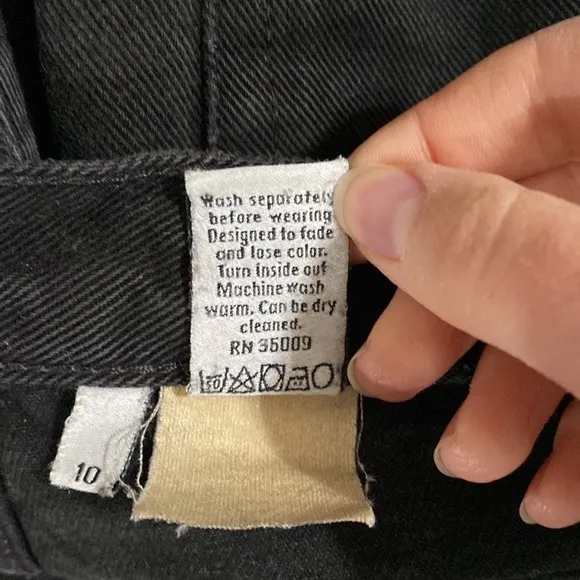 Wash separately
before wearing
Designed to fade
and lose color.
Turn Inside out
Machine wash
warm. Can be dry
cleaned.
RN 36009
10